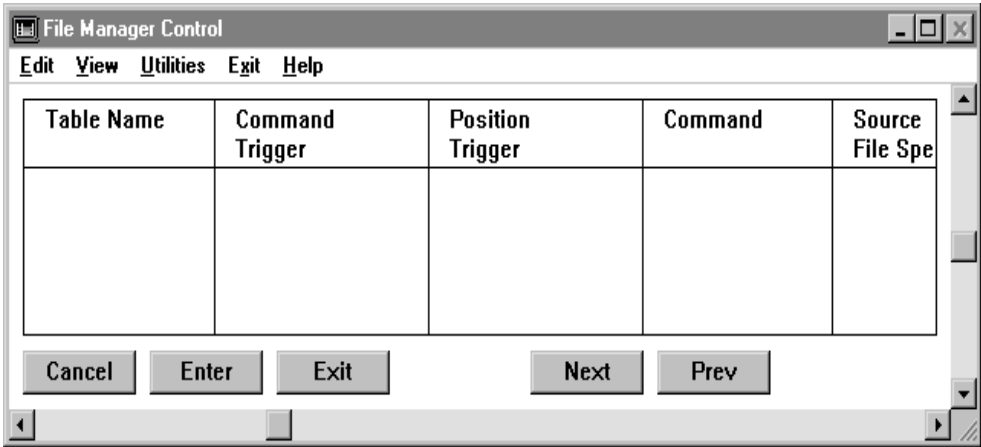 File Manager Control
Edit View Utilities Exit Help
Table Name Command Trigger Position Trigger Command Source File Spe
Cancel Enter Exit Next Prev